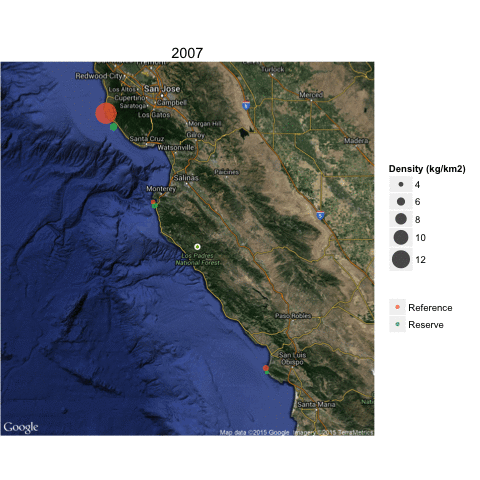 2007
Redwood City
Turlock
Los Altos
San Jose
Cupertino
Saratoga
Campbell
Merced
Los Gatos
Morgan Hill
Gilroy
Santa Cruz
Watsonville
Madera
Salinas
Paicines
Monterey
Los Padres
National Forest
Paso Robles
San Luis
Obispo
Santa Maria
Google
Map data ©2015 Google Imagery ©2015 TerraMetrics
Density (kg/km2)
4
6
8
10
12
Reference
Reserve